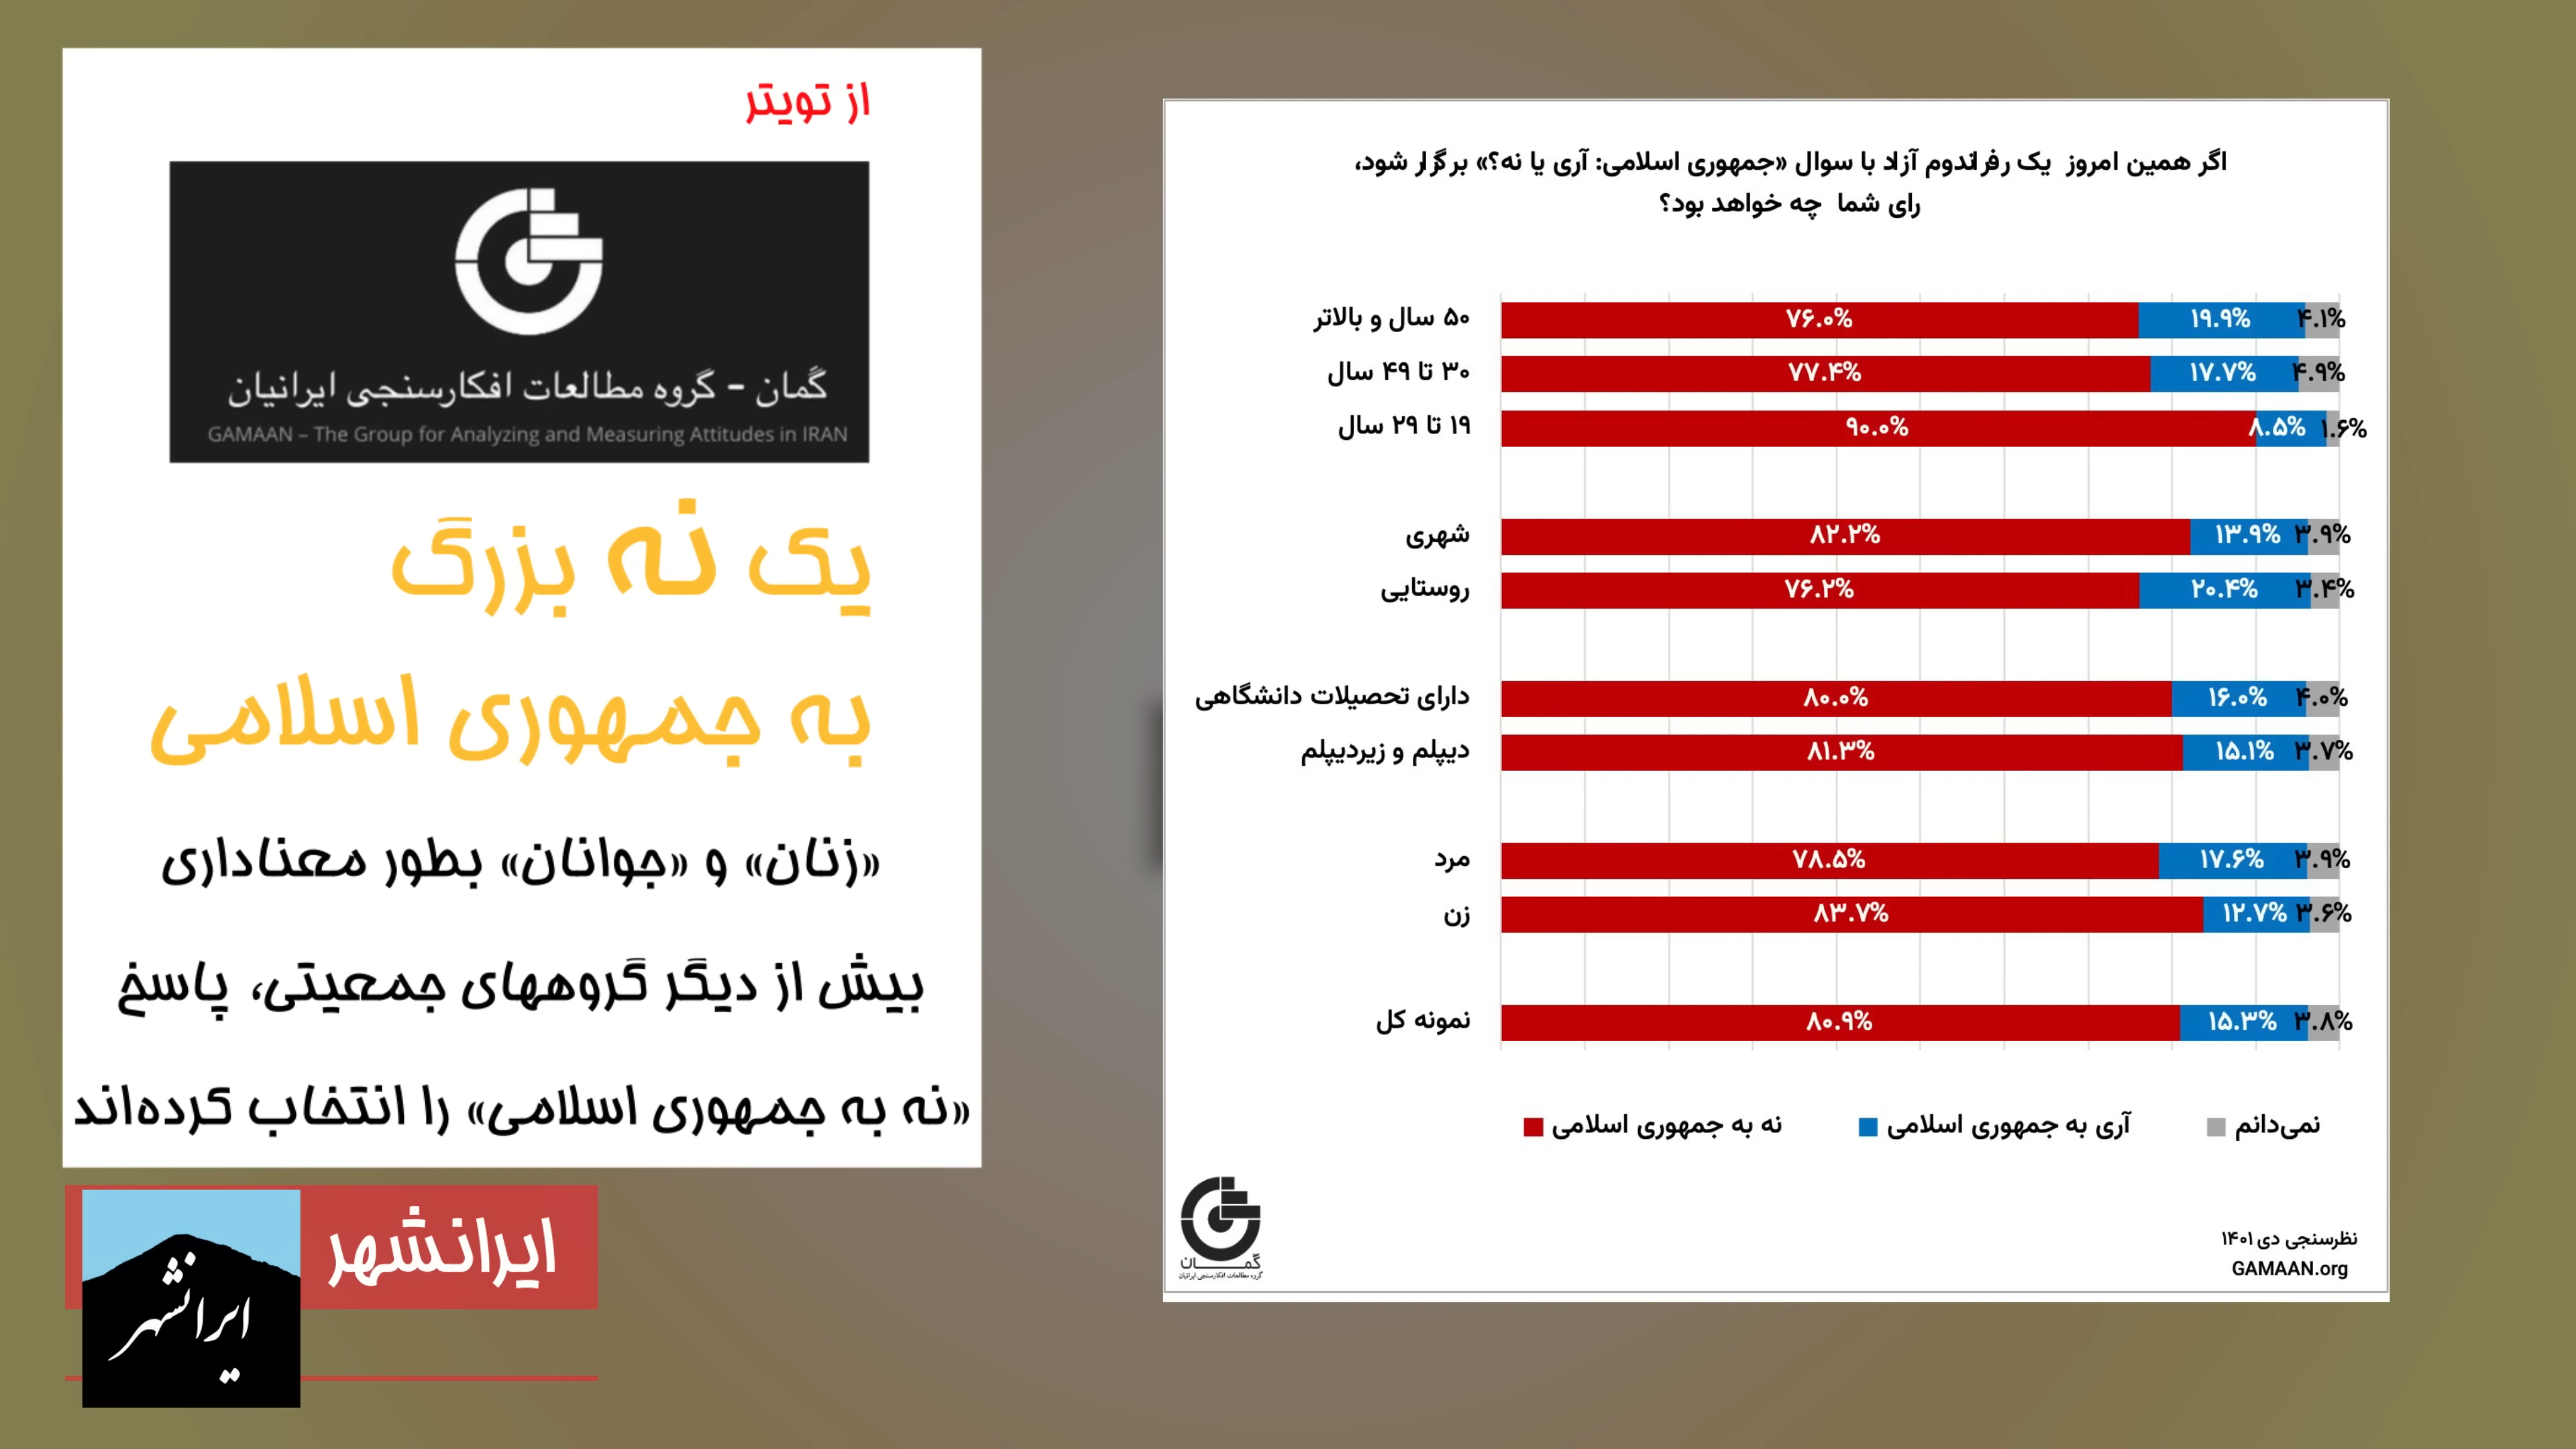 از تویتر
گمان – گروه مطالعات افکارسنجی ایرانیان
GAMAAN – The Group for Analyzing and Measuring Attitudes in IRAN
یک نه بزرگ
به جمهوری اسلامی
«زنان» و «جوانان» بطور معناداری
بیش از دیگر گروههای جمعیتی، پاسخ
«نه به جمهوری اسلامی» را انتخاب کرده‌اند
ایرانشهر
ایرانشهر
اگر همین امروز یک رفراندوم آزاد با سوال «جمهوری اسلامی: آری یا نه؟» برگزار شود،
رای شما چه خواهد بود؟
۵۰ سال و بالاتر ۷۶.۰% ۱۹.۹% ۴.۱%
۳۰ تا ۴۹ سال ۷۷.۴% ۱۷.۷% ۴.۹%
۱۹ تا ۲۹ سال ۹۰.۰% ۸.۵% ۱.۶%
شهری ۸۲.۲% ۱۳.۹% ۳.۹%
روستایی ۷۶.۲% ۲۰.۴% ۳.۴%
دارای تحصیلات دانشگاهی ۸۰.۰% ۱۶.۰% ۴.۰%
دیپلم و زیردیپلم ۸۱.۳% ۱۵.۱% ۳.۷%
مرد ۷۸.۵% ۱۷.۶% ۳.۹%
زن ۸۳.۷% ۱۲.۷% ۳.۶%
نمونه کل ۸۰.۹% ۱۵.۳% ۳.۸%
نه به جمهوری اسلامی آری به جمهوری اسلامی نمی‌دانم
گمان
گروه مطالعات افکارسنجی ایرانیان
نظرسنجی دی ۱۴۰۱
GAMAAN.org